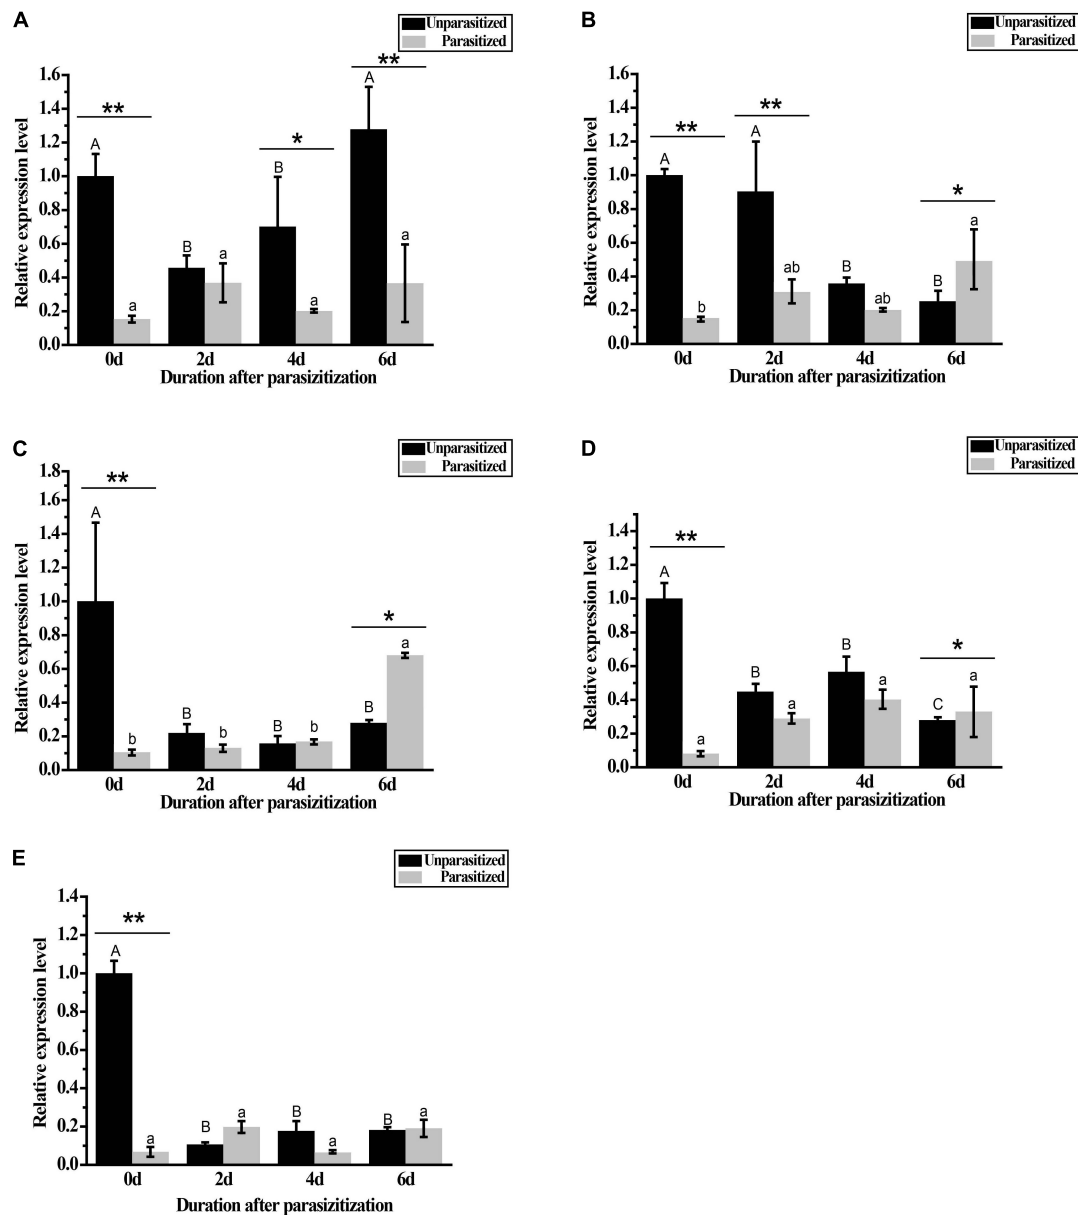 A
Unparasitized
Parasitized
Relative expression level
1.6
1.4
1.2
1.0
0.8
0.6
0.4
0.2
0.0
** * **
A a B a B a A a
0d 2d 4d 6d
Duration after parasizitization
B
Unparasitized
Parasitized
Relative expression level
1.6
1.4
1.2
1.0
0.8
0.6
0.4
0.2
0.0
** ** *
A b A ab B ab B a
0d 2d 4d 6d
Duration after parasizitization
C
Unparasitized
Parasitized
Relative expression level
1.8
1.6
1.4
1.2
1.0
0.8
0.6
0.4
0.2
0.0
** *
A b B b B b B a
0d 2d 4d 6d
Duration after parasizitization
D
Unparasitized
Parasitized
Relative expression level
1.4
1.2
1.0
0.8
0.6
0.4
0.2
0.0
** *
A a B a B a C a
0d 2d 4d 6d
Duration after parasizitization
E
Unparasitized
Parasitized
Relative expression level
1.4
1.2
1.0
0.8
0.6
0.4
0.2
0.0
**
A a B a B a B a
0d 2d 4d 6d
Duration after parasizitization